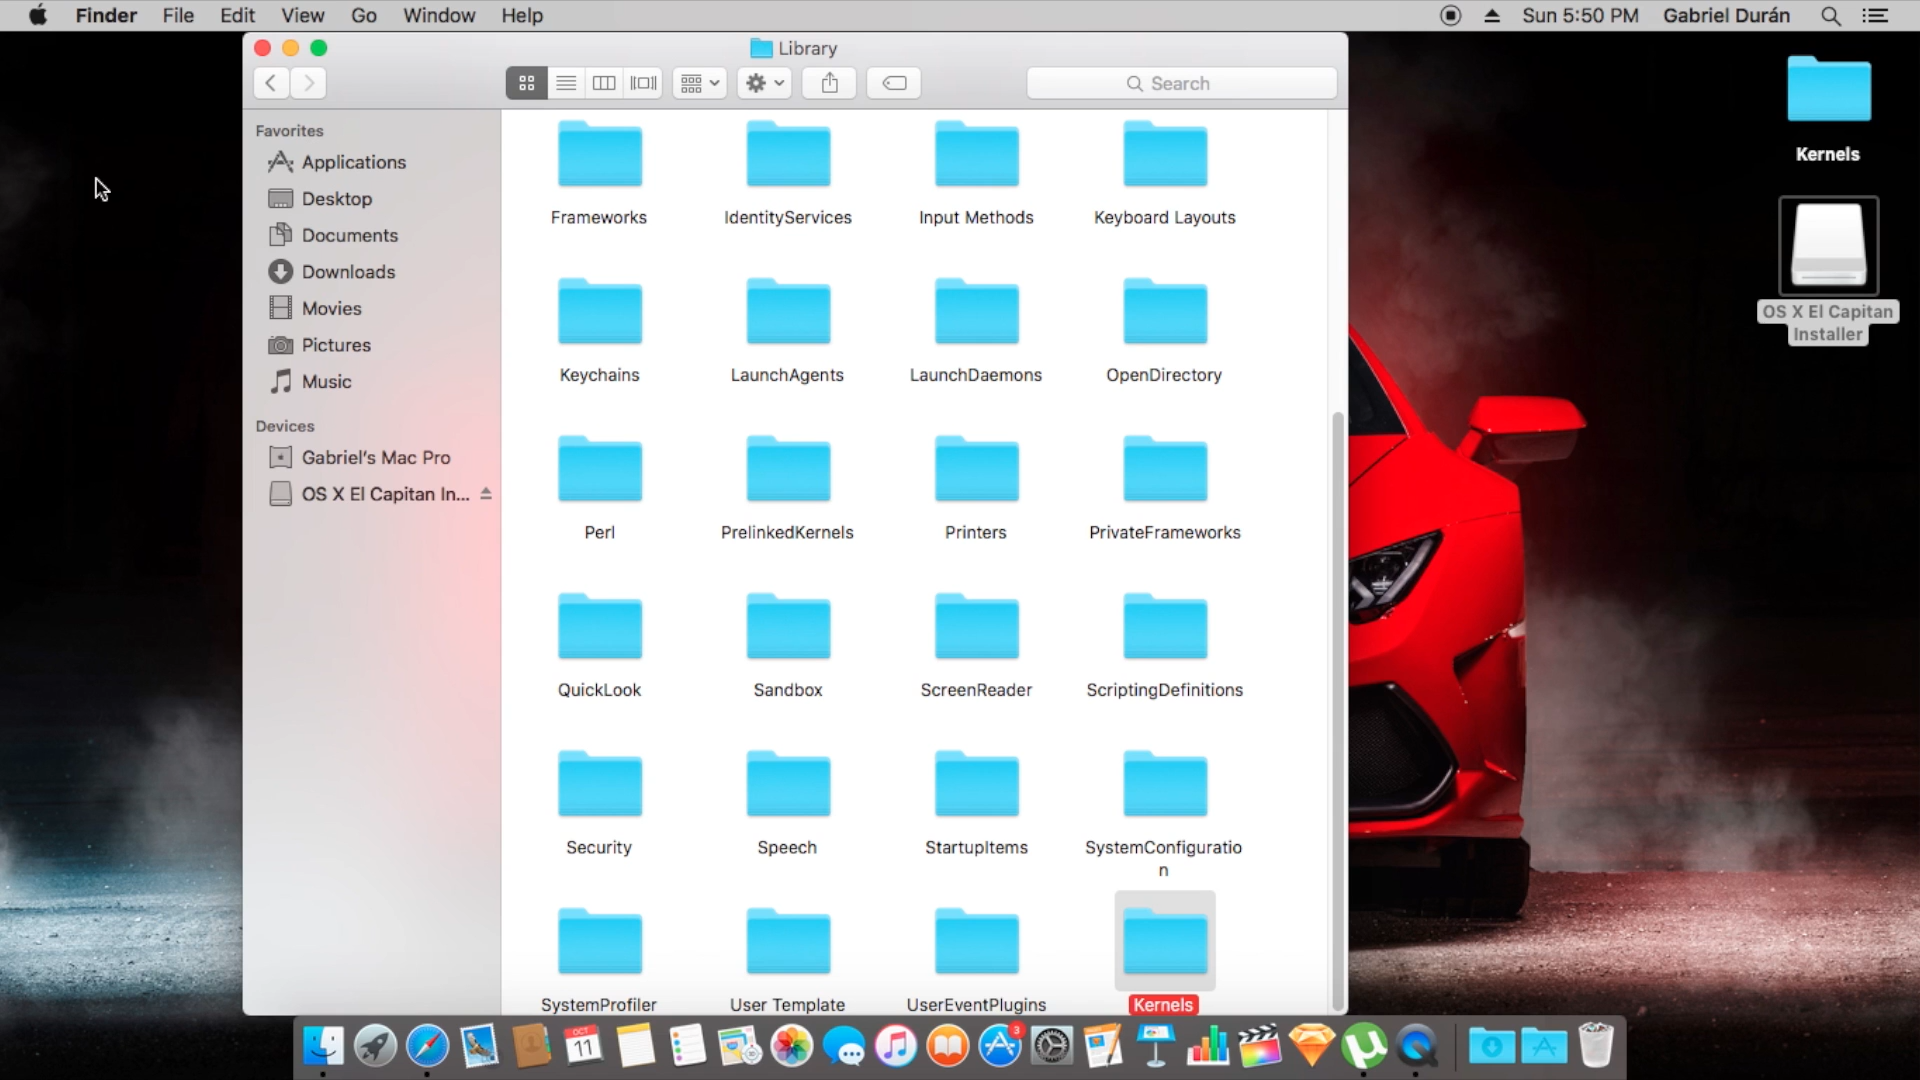 Finder File Edit View Go Window Help Sun 5:50 PM Gabriel Durán
Library
Search
Favorites
Applications
Desktop
Documents
Downloads
Movies
Pictures
Music
Devices
Gabriel's Mac Pro
OS X El Capitan In...
Frameworks IdentityServices Input Methods Keyboard Layouts
Keychains LaunchAgents LaunchDaemons OpenDirectory
Perl PrelinkedKernels Printers PrivateFrameworks
QuickLook Sandbox ScreenReader ScriptingDefinitions
Security Speech StartupItems SystemConfiguratio
n
SystemProfiler User Template UserEventPlugins Kernels
Kernels
OS X El Capitan
Installer
OCT
11
3